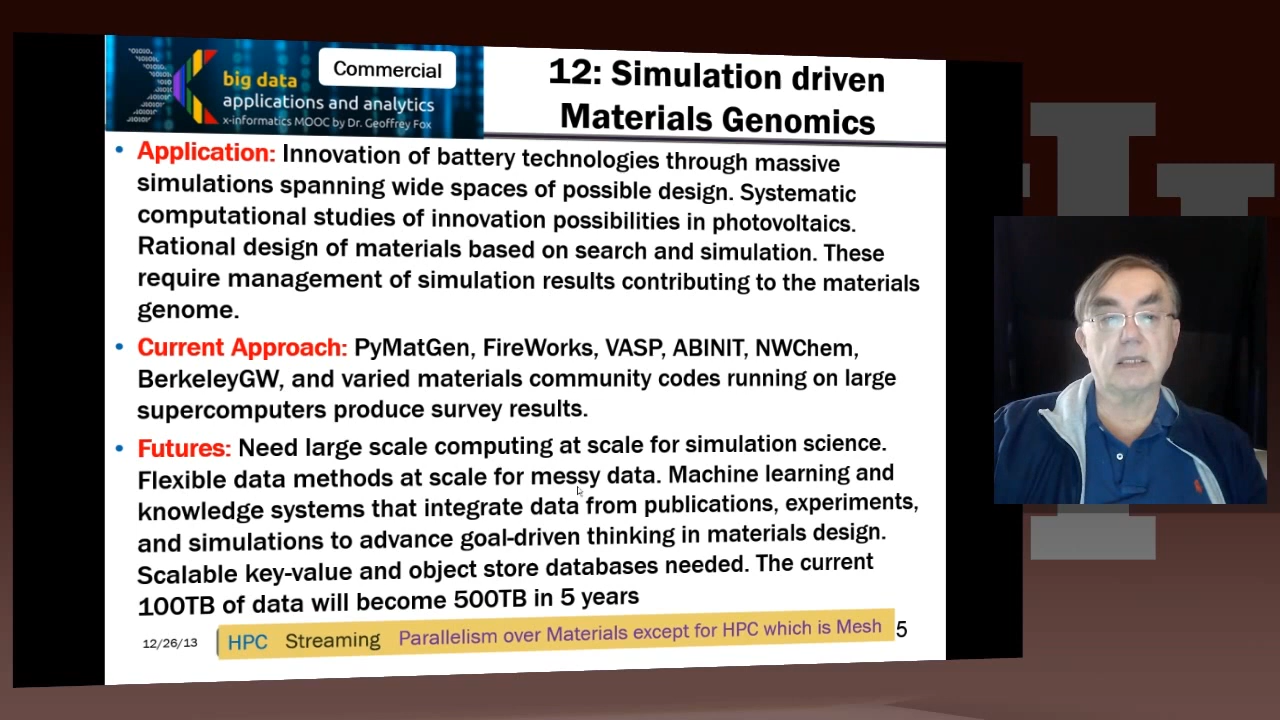 big data
applications and analytics
x-informatics MOOC by Dr. Geoffrey Fox
Commercial
12: Simulation driven
Materials Genomics
• Application: Innovation of battery technologies through massive
simulations spanning wide spaces of possible design. Systematic
computational studies of innovation possibilities in photovoltaics.
Rational design of materials based on search and simulation. These
require management of simulation results contributing to the materials
genome.
• Current Approach: PyMatGen, FireWorks, VASP, ABINIT, NWChem,
BerkeleyGW, and varied materials community codes running on large
supercomputers produce survey results.
• Futures: Need large scale computing at scale for simulation science.
Flexible data methods at scale for messy data. Machine learning and
knowledge systems that integrate data from publications, experiments,
and simulations to advance goal-driven thinking in materials design.
Scalable key-value and object store databases needed. The current
100TB of data will become 500TB in 5 years
12/26/13
HPC Streaming Parallelism over Materials except for HPC which is Mesh
5